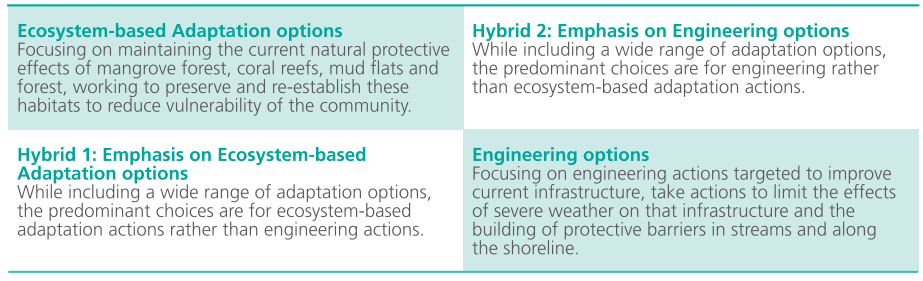 Ecosystem-based Adaptation options
Focusing on maintaining the current natural protective
effects of mangrove forest, coral reefs, mud flats and
forest, working to preserve and re-establish these
habitats to reduce vulnerability of the community.
Hybrid 2: Emphasis on Engineering options
While including a wide range of adaptation options,
the predominant choices are for engineering rather
than ecosystem-based adaptation actions.
Hybrid 1: Emphasis on Ecosystem-based
Adaptation options
While including a wide range of adaptation options,
the predominant choices are for ecosystem-based
adaptation actions rather than engineering actions.
Engineering options
Focusing on engineering actions targeted to improve
current infrastructure, take actions to limit the effects
of severe weather on that infrastructure and the
building of protective barriers in streams and along
the shoreline.